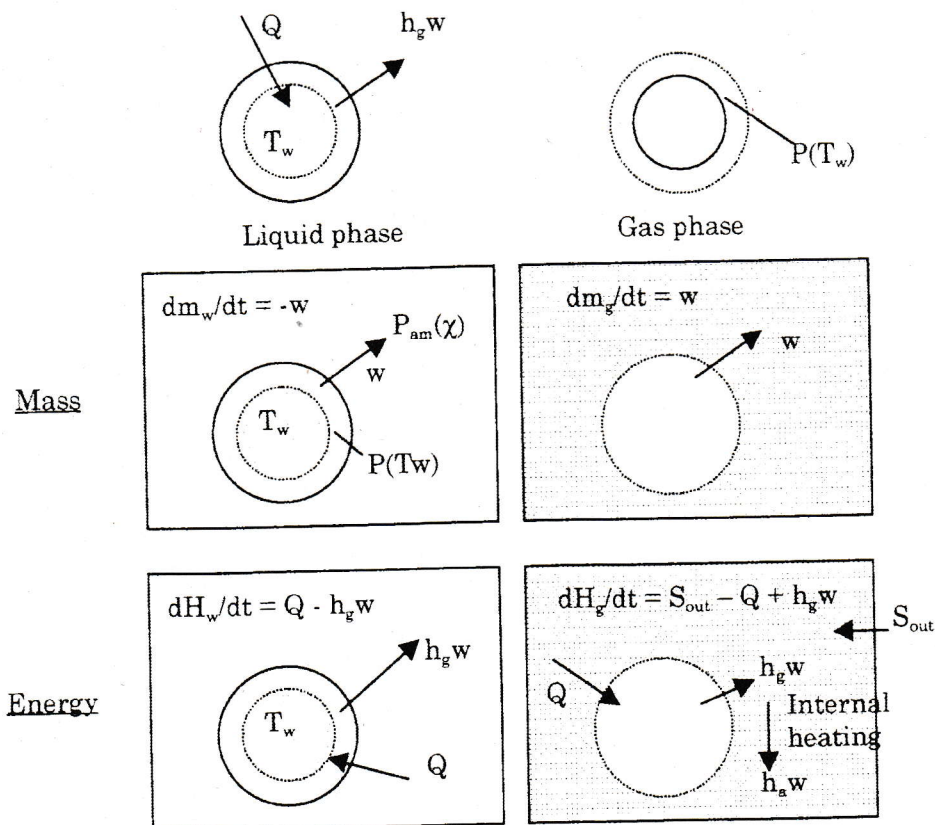 Q
h_g w
T_w
P(T_w)
Liquid phase
Gas phase
dm_w/dt = -w
P_am(χ)
w
T_w
P(Tw)
dm_g/dt = w
w
Mass
dH_w/dt = Q - h_g w
h_g w
T_w
Q
dH_g/dt = S_out – Q + h_g w
S_out
h_g w
Q
Internal
heating
h_a w
Energy